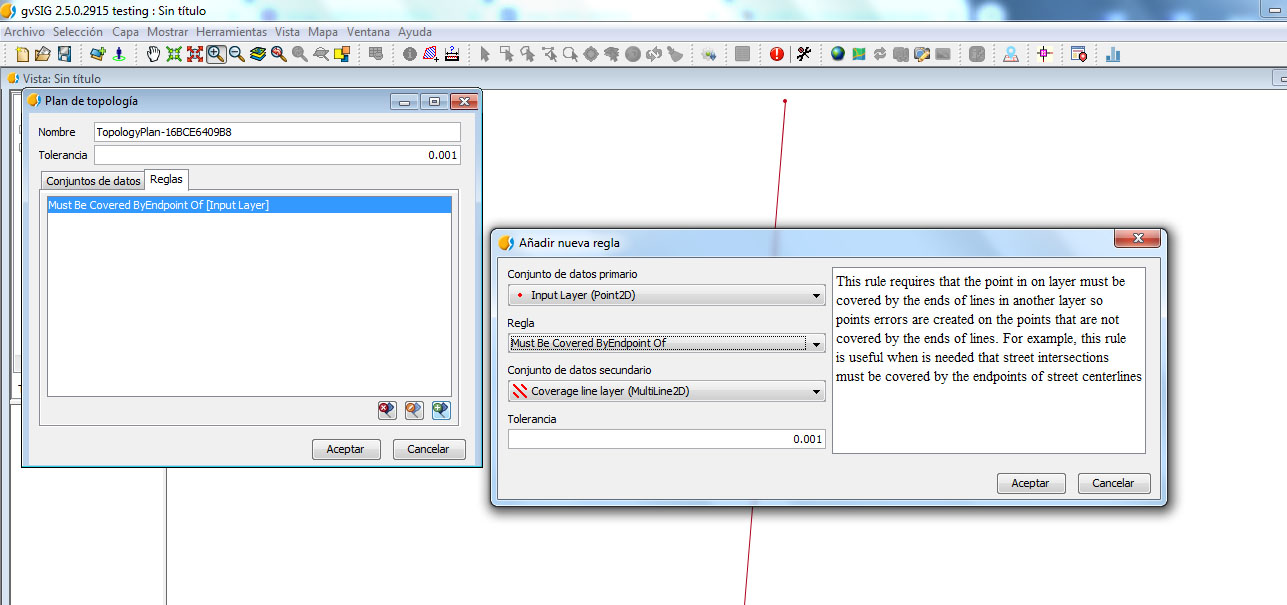 gvSIG 2.5.0.2915 testing : Sin título
Archivo Selección Capa Mostrar Herramientas Vista Mapa Ventana Ayuda
Vista: Sin título
Plan de topología
Nombre TopologyPlan-16BCE6409B8
Tolerancia 0.001
Conjuntos de datos Reglas
Must Be Covered ByEndpoint Of [Input Layer]
Aceptar Cancelar
Añadir nueva regla
Conjunto de datos primario
Input Layer (Point2D)
Regla
Must Be Covered ByEndpoint Of
Conjunto de datos secundario
Coverage line layer (MultiLine2D)
Tolerancia
0.001
This rule requires that the point in on layer must be
covered by the ends of lines in another layer so
points errors are created on the points that are not
covered by the ends of lines. For example, this rule
is useful when is needed that street intersections
must be covered by the endpoints of street centerlines
Aceptar Cancelar